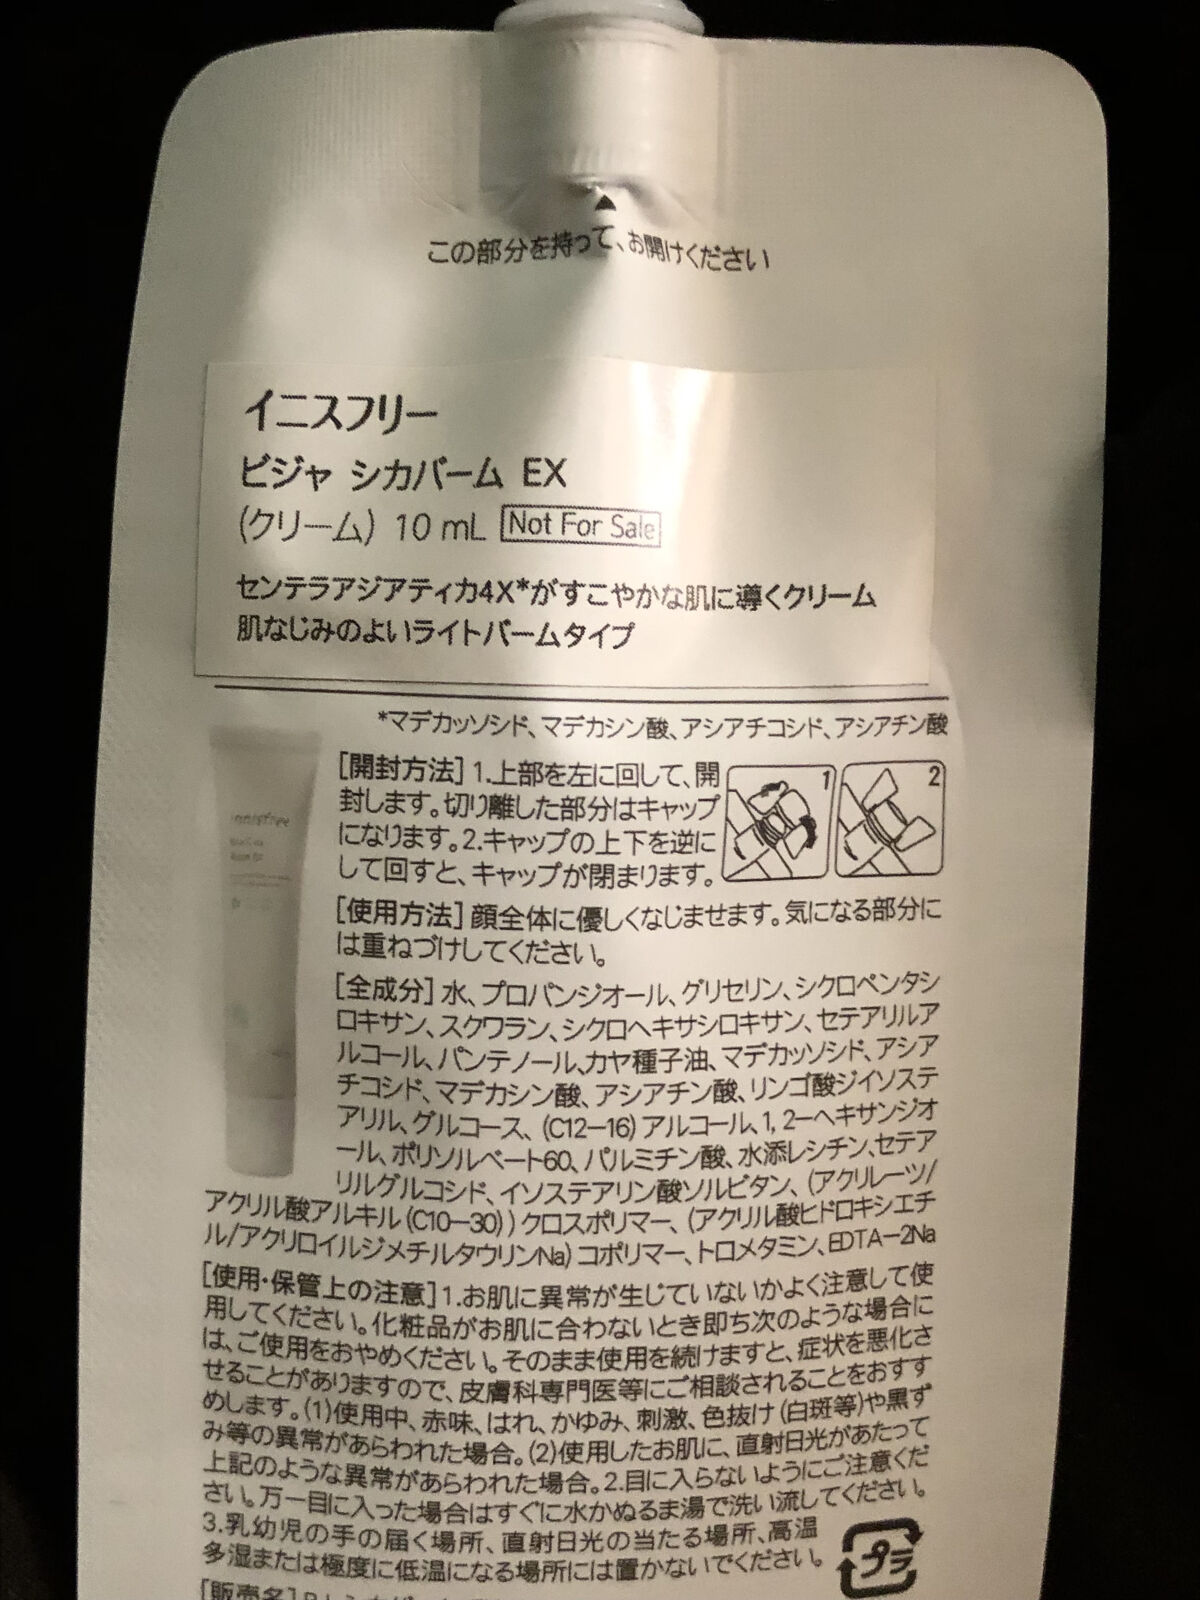 この部分を持って、お開けください
イニスフリー
ビジャ シカバーム EX
(クリーム) 10 mL Not For Sale
センテラアジアティカ4X*がすこやかな肌に導くクリーム
肌なじみのよいライトバームタイプ
*マデカッソシド、マデカシン酸、アシアチコシド、アシアチン酸
[開封方法] 1.上部を左に回して、開
封します。切り離した部分はキャップ
になります。2.キャップの上下を逆に
して回すと、キャップが閉まります。
1
2
innisfree
[使用方法] 顔全体に優しくなじませます。気になる部分に
は重ねづけしてください。
[全成分] 水、プロパンジオール、グリセリン、シクロペンタシ
ロキサン、スクワラン、シクロヘキサシロキサン、セテアリルア
ルコール、パンテノール、カヤ種子油、マデカッソシド、アシア
チコシド、マデカシン酸、アシアチン酸、リンゴ酸ジイソステ
アリル、グルコース、(C12-16) アルコール、1, 2-ヘキサンジオ
ール、ポリソルベート60、パルミチン酸、水添レシチン、セテア
リルグルコシド、イソステアリン酸ソルビタン、(アクリレーツ/
アクリル酸アルキル (C10-30) ) クロスポリマー、(アクリル酸ヒドロキシエチ
ル/アクリロイルジメチルタウリンNa) コポリマー、トロメタミン、EDTA-2Na
[使用・保管上の注意] 1.お肌に異常が生じていないかよく注意して使
用してください。化粧品がお肌に合わないとき即ち次のような場合に
は、ご使用をおやめください。そのまま使用を続けますと、症状を悪化さ
せることがありますので、皮膚科専門医等にご相談されることをおすす
めします。(1)使用中、赤味、はれ、かゆみ、刺激、色抜け (白斑等)や黒ず
み等の異常があらわれた場合。(2)使用したお肌に、直射日光があたって
上記のような異常があらわれた場合。2.目に入らないようにご注意くだ
さい。万一目に入った場合はすぐに水かぬるま湯で洗い流してください。
3.乳幼児の手の届く場所、直射日光の当たる場所、高温
多湿または極度に低温になる場所には置かないでください。
プラ
[販売名]